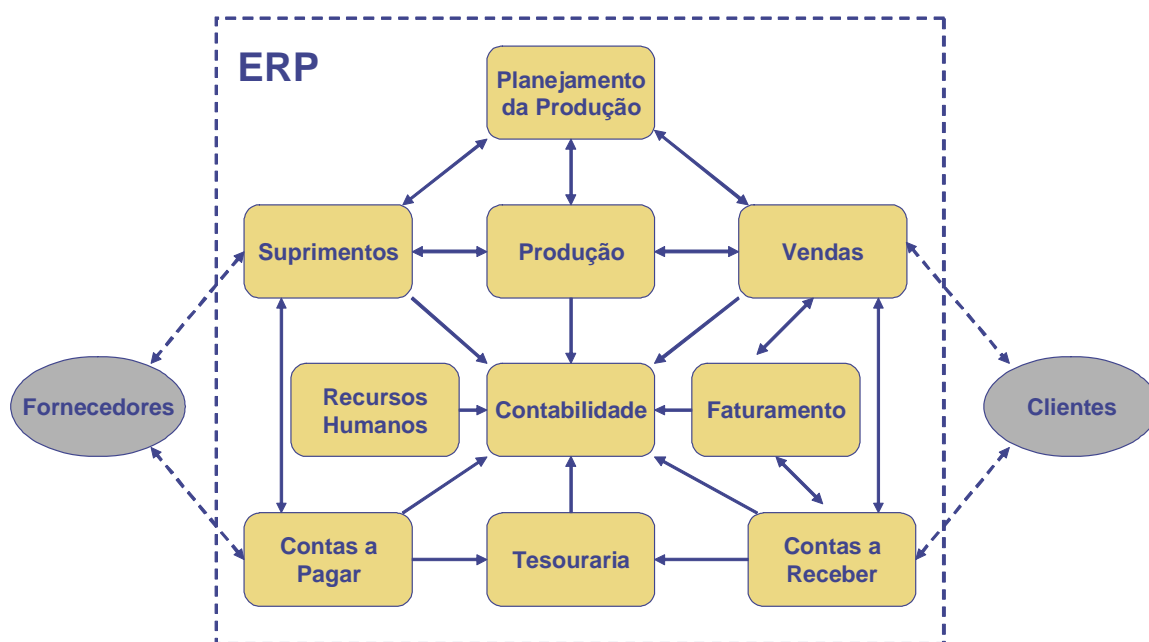 ERP
Planejamento
da Produção
Suprimentos
Produção
Vendas
Fornecedores
Recursos
Humanos
Contabilidade
Faturamento
Clientes
Contas a
Pagar
Tesouraria
Contas a
Receber